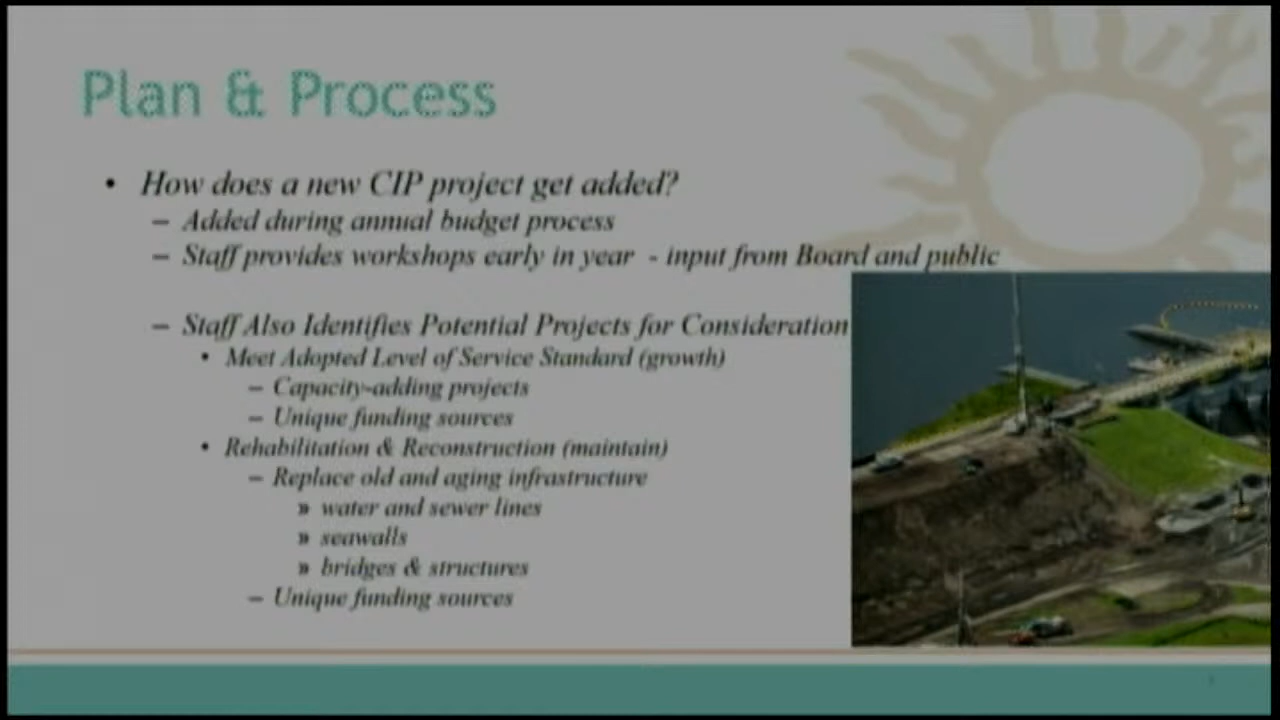 Plan & Process
• How does a new CIP project get added?
– Added during annual budget process
– Staff provides workshops early in year - input from Board and public
– Staff Also Identifies Potential Projects for Consideration
• Meet Adopted Level of Service Standard (growth)
– Capacity-adding projects
– Unique funding sources
• Rehabilitation & Reconstruction (maintain)
– Replace old and aging infrastructure
» water and sewer lines
» seawalls
» bridges & structures
– Unique funding sources